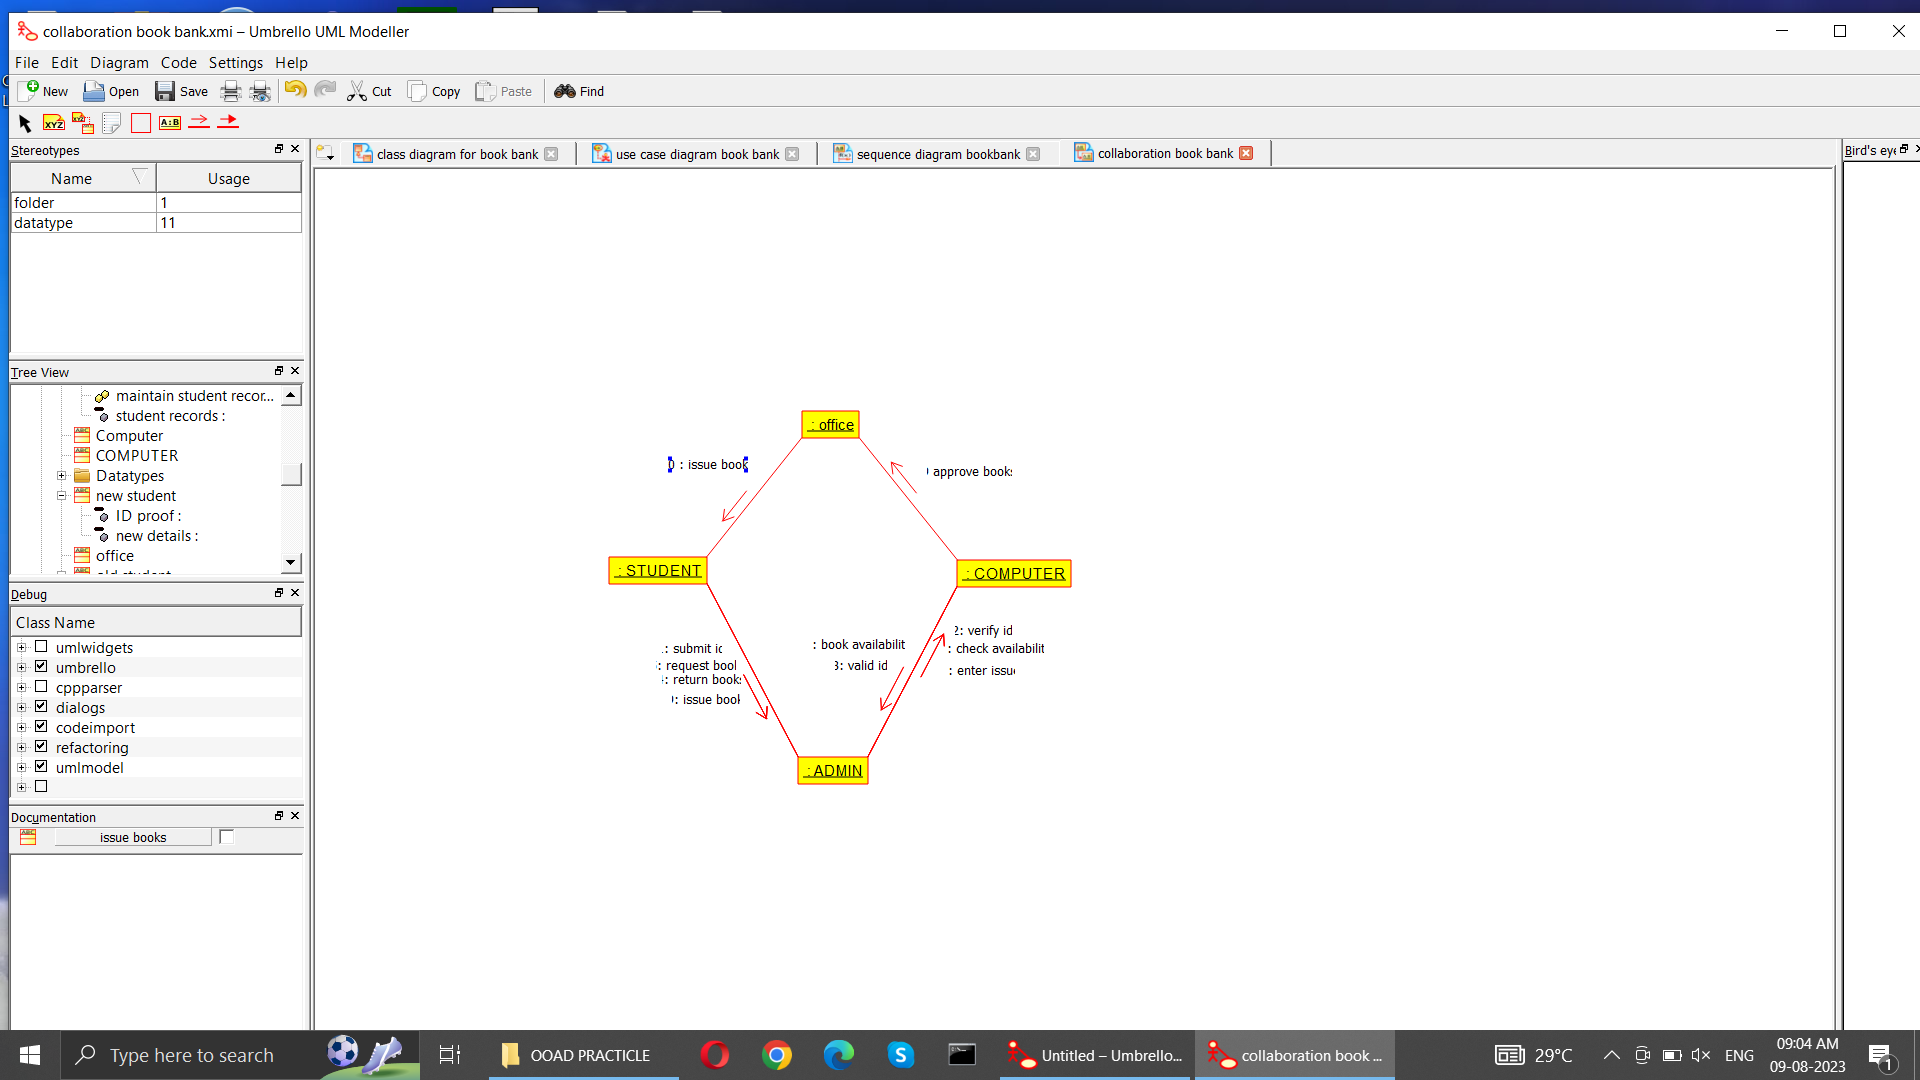 collaboration book bank.xmi – Umbrello UML Modeller
File Edit Diagram Code Settings Help
New Open Save Cut Copy Paste Find
XYZ A:B
Stereotypes
Name Usage
folder 1
datatype 11
Tree View
maintain student recor...
student records :
Computer
COMPUTER
Datatypes
new student
ID proof :
new details :
office
Debug
Class Name
umlwidgets
umbrello
cppparser
dialogs
codeimport
refactoring
umlmodel
Documentation
issue books
class diagram for book bank
use case diagram book bank
sequence diagram bookbank
collaboration book bank
Bird's eye
: office
: issue book
approve books
: STUDENT
: COMPUTER
: submit id
: request book
: return books
: issue book
: book availabilit
3: valid id
2: verify id
: check availabilit
: enter issue
: ADMIN
Type here to search
OOAD PRACTICLE
Untitled – Umbrello...
collaboration book ...
29°C
ENG
09:04 AM
09-08-2023
1